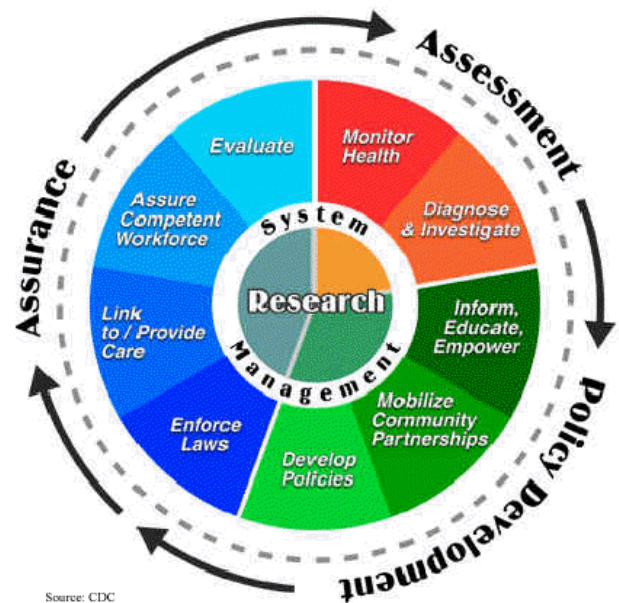 Assessment
Policy Development
Assurance
Monitor
Health
Diagnose
& Investigate
Inform,
Educate,
Empower
Mobilize
Community
Partnerships
Develop
Policies
Enforce
Laws
Link
to / Provide
Care
Assure
Competent
Workforce
Evaluate
System
Management
Research
Source: CDC